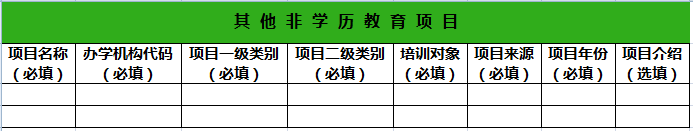 其 他 非 学 历 教 育 项 目
项目名称 办学机构代码 项目一级类别 项目二级类别 培训对象 项目来源 项目年份 项目介绍
（必填） （必填） （必填） （必填） （必填） （必填） （必填） （选填）